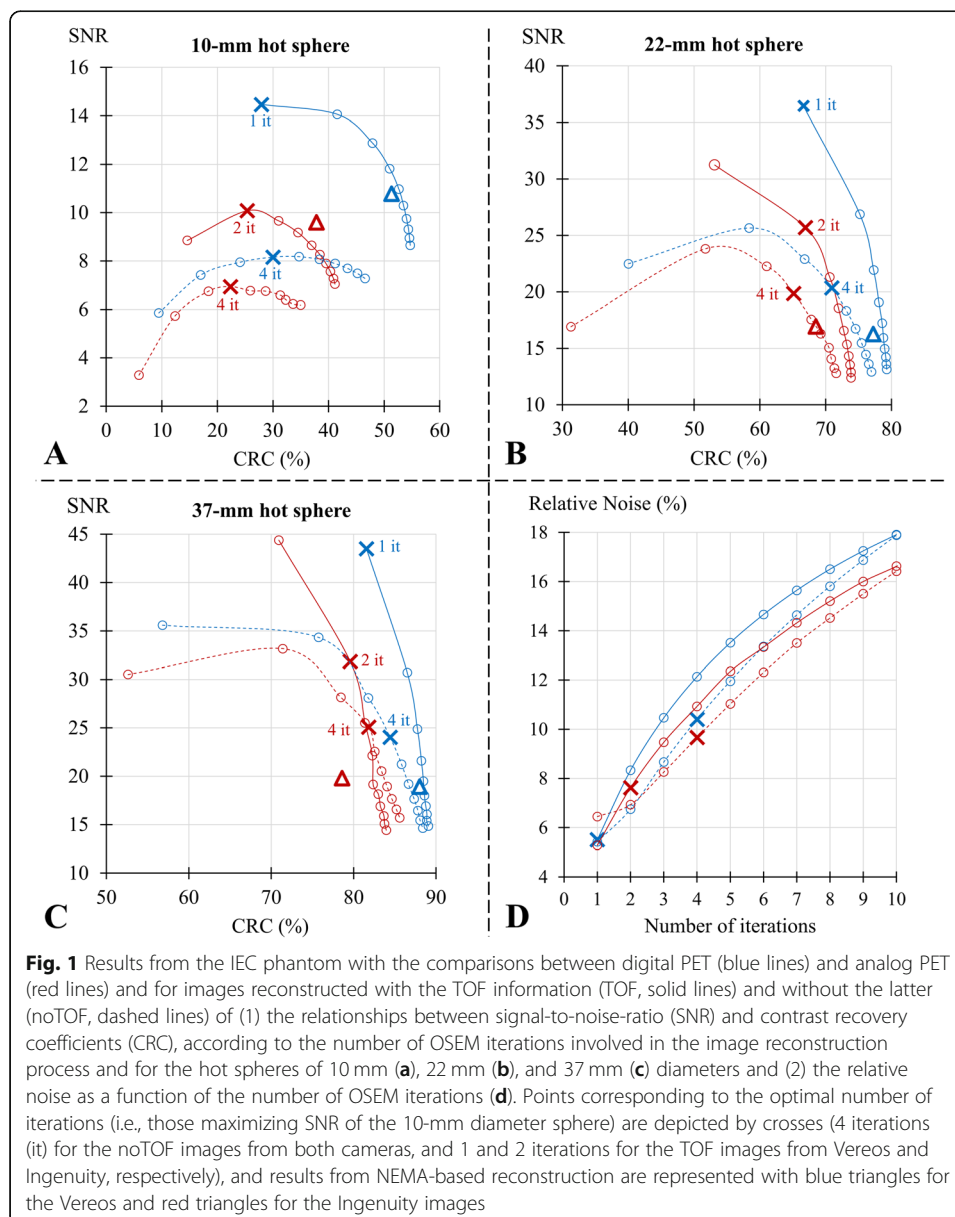 SNR
10-mm hot sphere
16
14
12
10
8
6
4
2
1 it
2 it
4 it
4 it
0 10 20 30 40 50 60
A
CRC (%)
SNR
22-mm hot sphere
40
35
30
25
20
15
10
1 it
2 it
4 it
4 it
30 40 50 60 70 80
B
CRC (%)
SNR
37-mm hot sphere
45
40
35
30
25
20
15
10
1 it
2 it
4 it
4 it
50 60 70 80 90
C
CRC (%)
Relative Noise (%)
18
16
14
12
10
8
6
4
0 1 2 3 4 5 6 7 8 9 10
D
Number of iterations
Fig. 1 Results from the IEC phantom with the comparisons between digital PET (blue lines) and analog PET
(red lines) and for images reconstructed with the TOF information (TOF, solid lines) and without the latter
(noTOF, dashed lines) of (1) the relationships between signal-to-noise-ratio (SNR) and contrast recovery
coefficients (CRC), according to the number of OSEM iterations involved in the image reconstruction
process and for the hot spheres of 10 mm (a), 22 mm (b), and 37 mm (c) diameters and (2) the relative
noise as a function of the number of OSEM iterations (d). Points corresponding to the optimal number of
iterations (i.e., those maximizing SNR of the 10-mm diameter sphere) are depicted by crosses (4 iterations
(it) for the noTOF images from both cameras, and 1 and 2 iterations for the TOF images from Vereos and
Ingenuity, respectively), and results from NEMA-based reconstruction are represented with blue triangles for
the Vereos and red triangles for the Ingenuity images